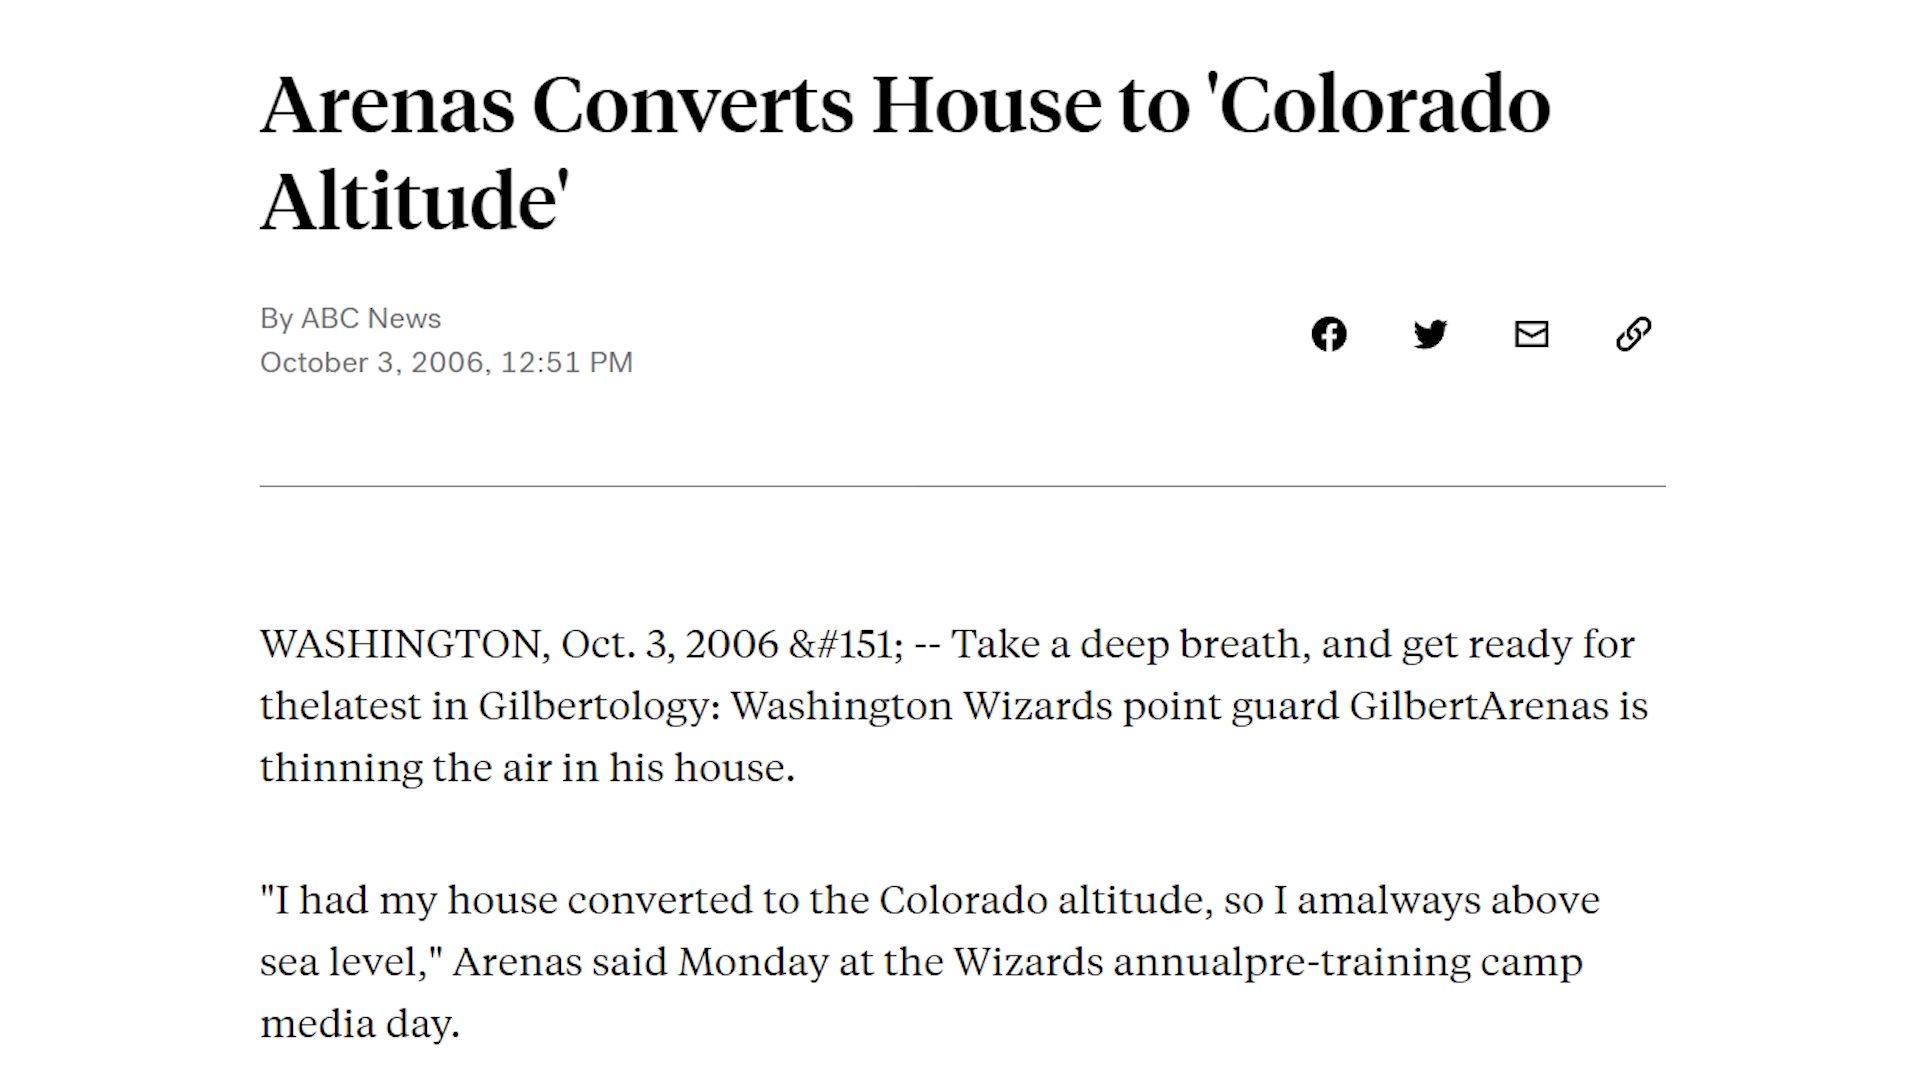 Arenas Converts House to 'Colorado
Altitude'
By ABC News
October 3, 2006, 12:51 PM
WASHINGTON, Oct. 3, 2006 &#151; -- Take a deep breath, and get ready for
thelatest in Gilbertology: Washington Wizards point guard GilbertArenas is
thinning the air in his house.
"I had my house converted to the Colorado altitude, so I amalways above
sea level," Arenas said Monday at the Wizards annualpre-training camp
media day.